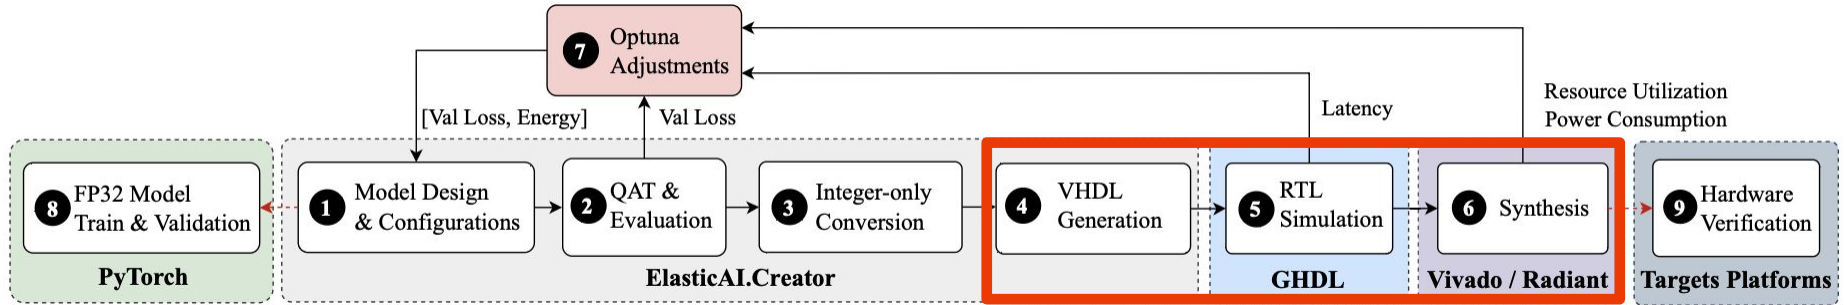 7
Optuna
Adjustments
[Val Loss, Energy]
Val Loss
Latency
Resource Utilization
Power Consumption
8
FP32 Model
Train & Validation
PyTorch
1
Model Design
& Configurations
2
QAT &
Evaluation
3
Integer-only
Conversion
ElasticAI.Creator
4
VHDL
Generation
5
RTL
Simulation
GHDL
6
Synthesis
Vivado / Radiant
9
Hardware
Verification
Targets Platforms